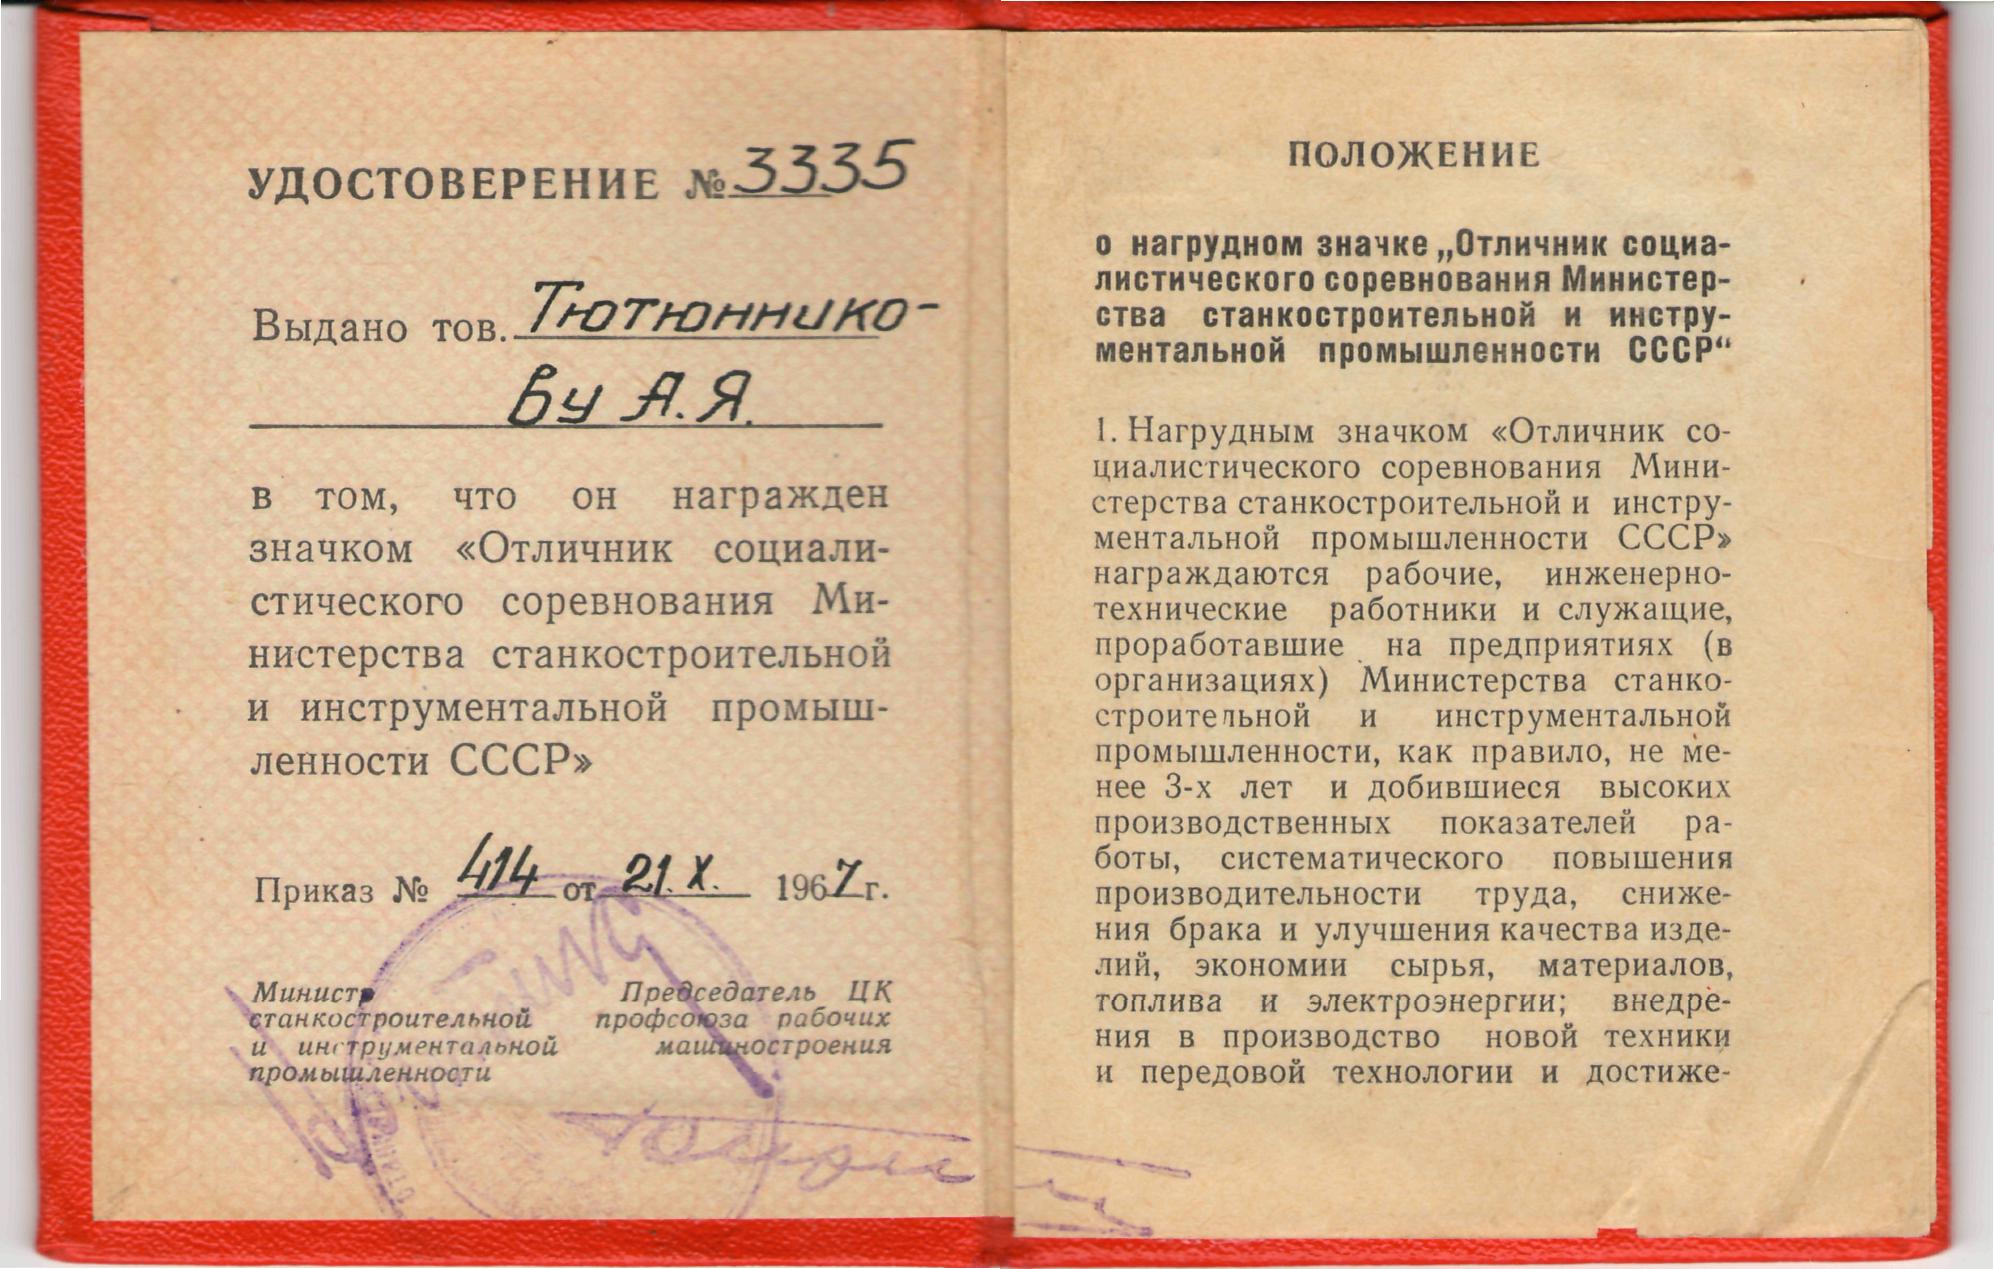 УДОСТОВЕРЕНИЕ № 3335
Выдано тов. Тютюннико-
ву А.Я.
в том, что он награжден
значком «Отличник социали-
стического соревнования Ми-
нистерства станкостроительной
и инструментальной промыш-
ленности СССР»
Приказ № 414 от 21.X. 1967 г.
Министр
станкостроительной
и инструментальной
промышленности
Председатель ЦК
профсоюза рабочих
машиностроения
ПОЛОЖЕНИЕ
о нагрудном значке „Отличник социа-
листического соревнования Министер-
ства станкостроительной и инстру-
ментальной промышленности СССР“
1. Нагрудным значком «Отличник со-
циалистического соревнования Мини-
стерства станкостроительной и инстру-
ментальной промышленности СССР»
награждаются рабочие, инженерно-
технические работники и служащие,
проработавшие на предприятиях (в
организациях) Министерства станко-
строительной и инструментальной
промышленности, как правило, не ме-
нее 3-х лет и добившиеся высоких
производственных показателей ра-
боты, систематического повышения
производительности труда, сниже-
ния брака и улучшения качества изде-
лий, экономии сырья, материалов,
топлива и электроэнергии; внедре-
ния в производство новой техники
и передовой технологии и достиже-